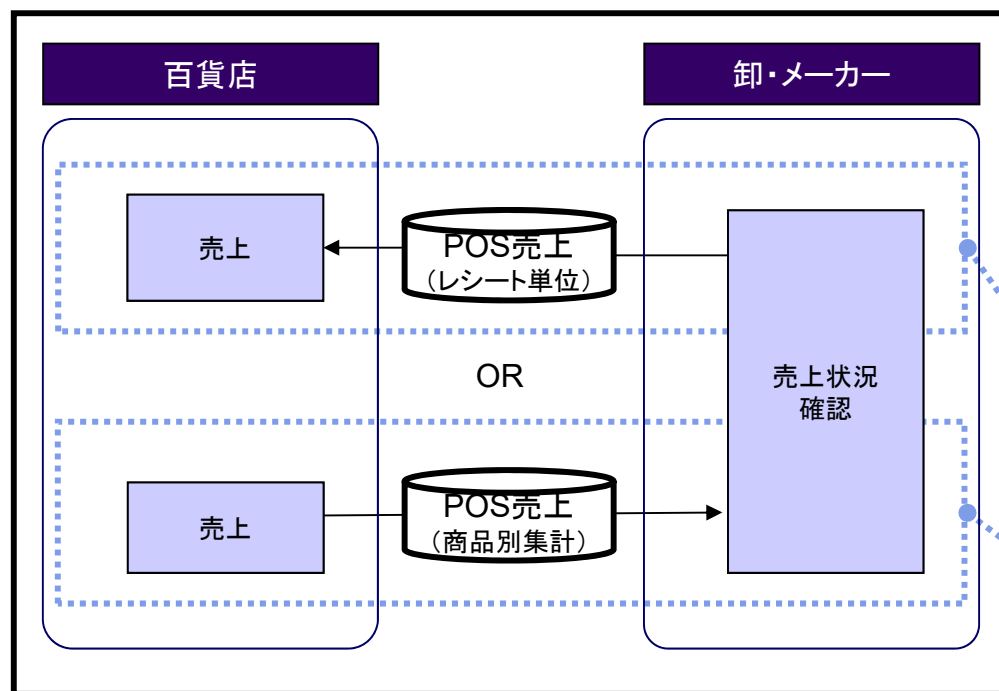 百貨店
卸・メーカー
売上
POS売上
（レシート単位）
OR
売上状況
確認
売上
POS売上
（商品別集計）